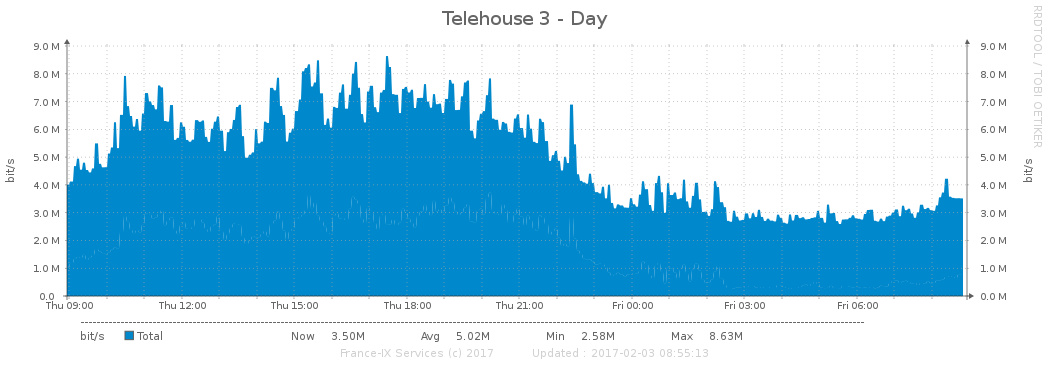 Telehouse 3 - Day
RRDTOOL / TOBI OETIKER
bit/s
9.0 M
8.0 M
7.0 M
6.0 M
5.0 M
4.0 M
3.0 M
2.0 M
1.0 M
0.0
9.0 M
8.0 M
7.0 M
6.0 M
5.0 M
4.0 M
3.0 M
2.0 M
1.0 M
0.0 M
bit/s
Thu 09:00 Thu 12:00 Thu 15:00 Thu 18:00 Thu 21:00 Fri 00:00 Fri 03:00 Fri 06:00
bit/s Total Now 3.50M Avg 5.02M Min 2.58M Max 8.63M
France-IX Services (c) 2017 Updated : 2017-02-03 08:55:13